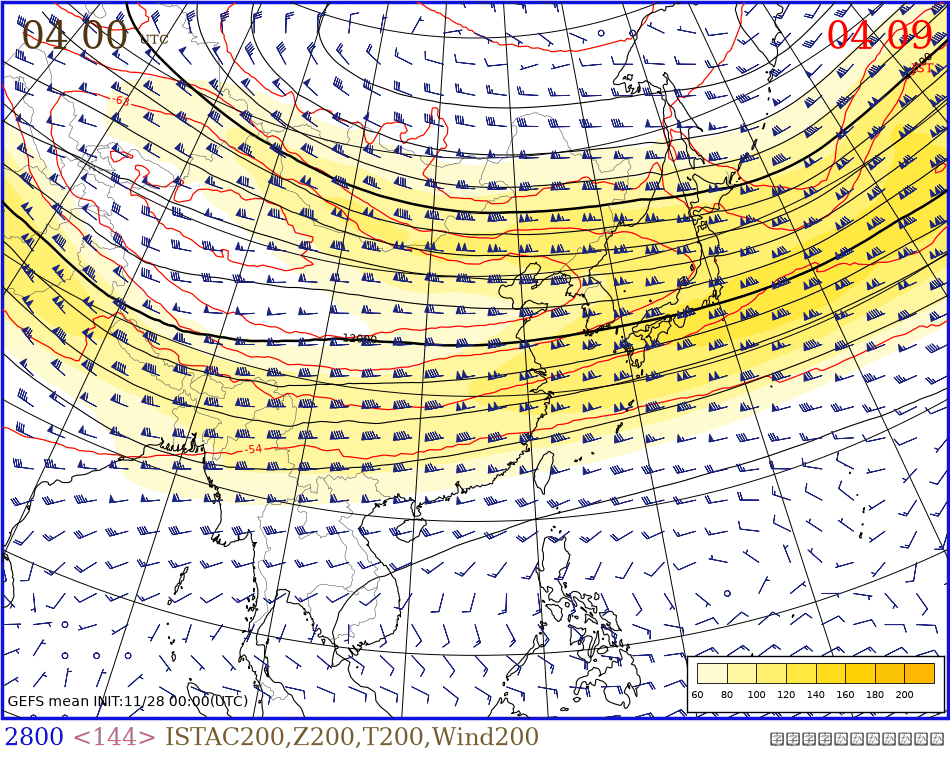 04 00 UTC
04 09 JST
-63
12000
-54
60 80 100 120 140 160 180 200
GEFS mean INIT:11/28 00:00(UTC)
2800 <144> ISTAC200,Z200,T200,Wind200